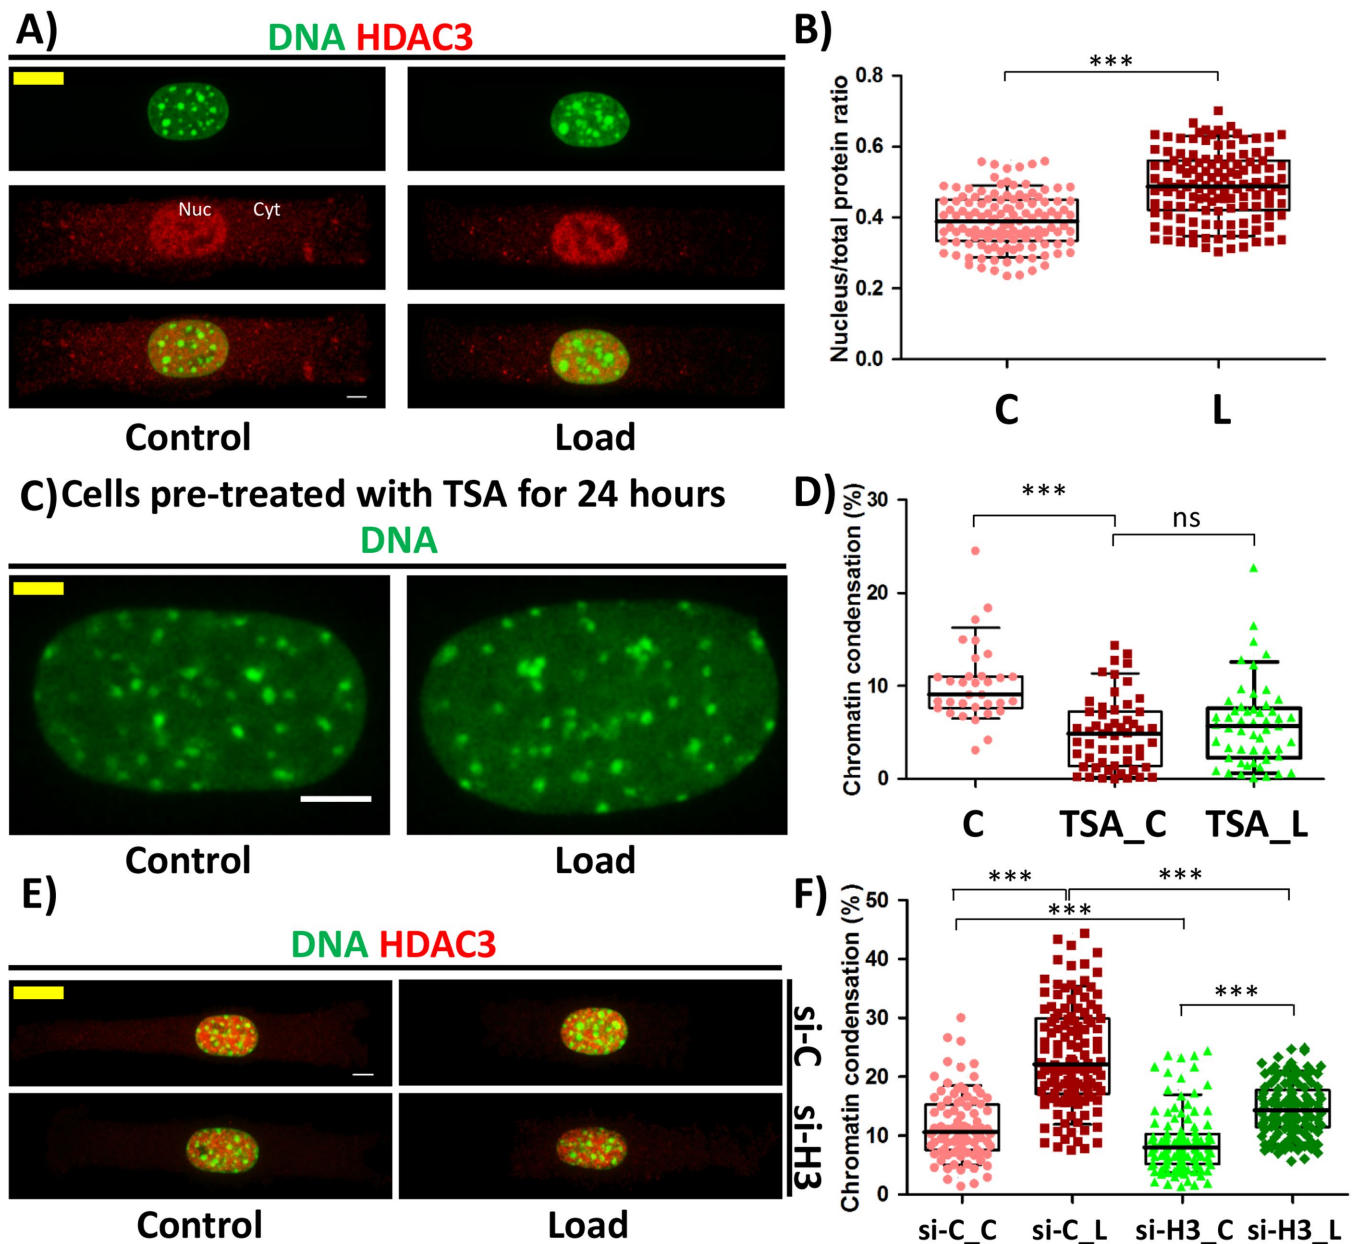 A)
DNA HDAC3
Nuc Cyt
Control Load
B)
***
Nucleus/total protein ratio
0.8
0.6
0.4
0.2
0.0
C L
C) Cells pre-treated with TSA for 24 hours
DNA
Control Load
D)
*** ns
Chromatin condensation (%)
30
20
10
0
C TSA_C TSA_L
E)
DNA HDAC3
si-C
si-H3
Control Load
F)
*** ***
***
***
Chromatin condensation (%)
50
40
30
20
10
0
si-C_C si-C_L si-H3_C si-H3_L